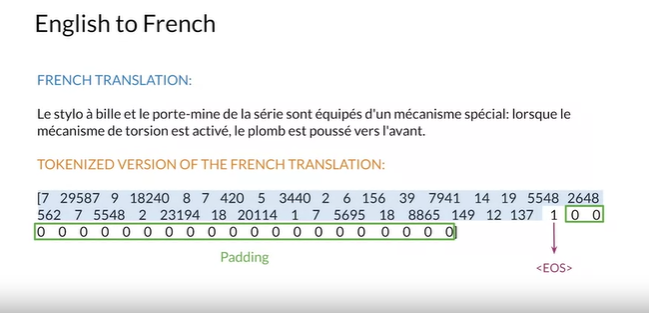 English to French
FRENCH TRANSLATION:
Le stylo à bille et le porte-mine de la série sont équipés d'un mécanisme spécial: lorsque le
mécanisme de torsion est activé, le plomb est poussé vers l'avant.
TOKENIZED VERSION OF THE FRENCH TRANSLATION:
[7 29587 9 18240 8 7 420 5 3440 2 6 156 39 7941 14 19 5548 2648
562 7 5548 2 23194 18 20114 1 7 5695 18 8865 149 12 137 1 0 0
0 0 0 0 0 0 0 0 0 0 0 0 0 0 0 0 0 0 0 0]
Padding
<EOS>